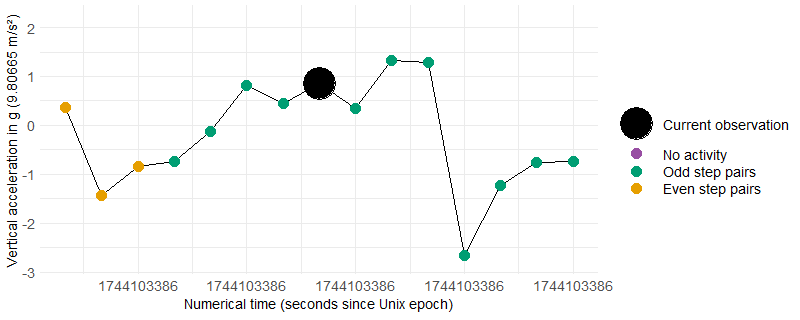 Vertical acceleration in g (9.80665 m/s²)
2
1
0
-1
-2
-3
1744103386 1744103386 1744103386 1744103386 1744103386
Numerical time (seconds since Unix epoch)
Current observation
No activity
Odd step pairs
Even step pairs